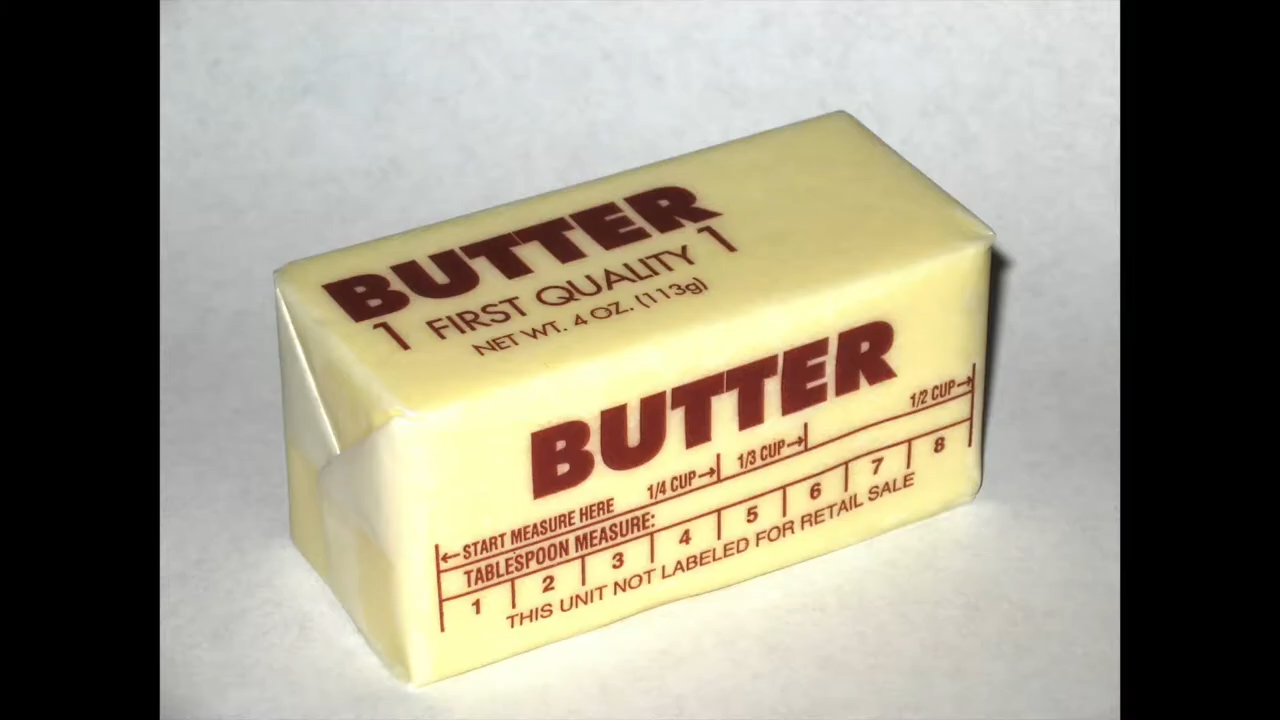 BUTTER
1 FIRST QUALITY 1
NET WT. 4 OZ. (113g)
BUTTER
1/2 CUP→
1/3 CUP→
1/4 CUP→
←START MEASURE HERE
TABLESPOON MEASURE:
1 2 3 4 5 6 7 8
THIS UNIT NOT LABELED FOR RETAIL SALE